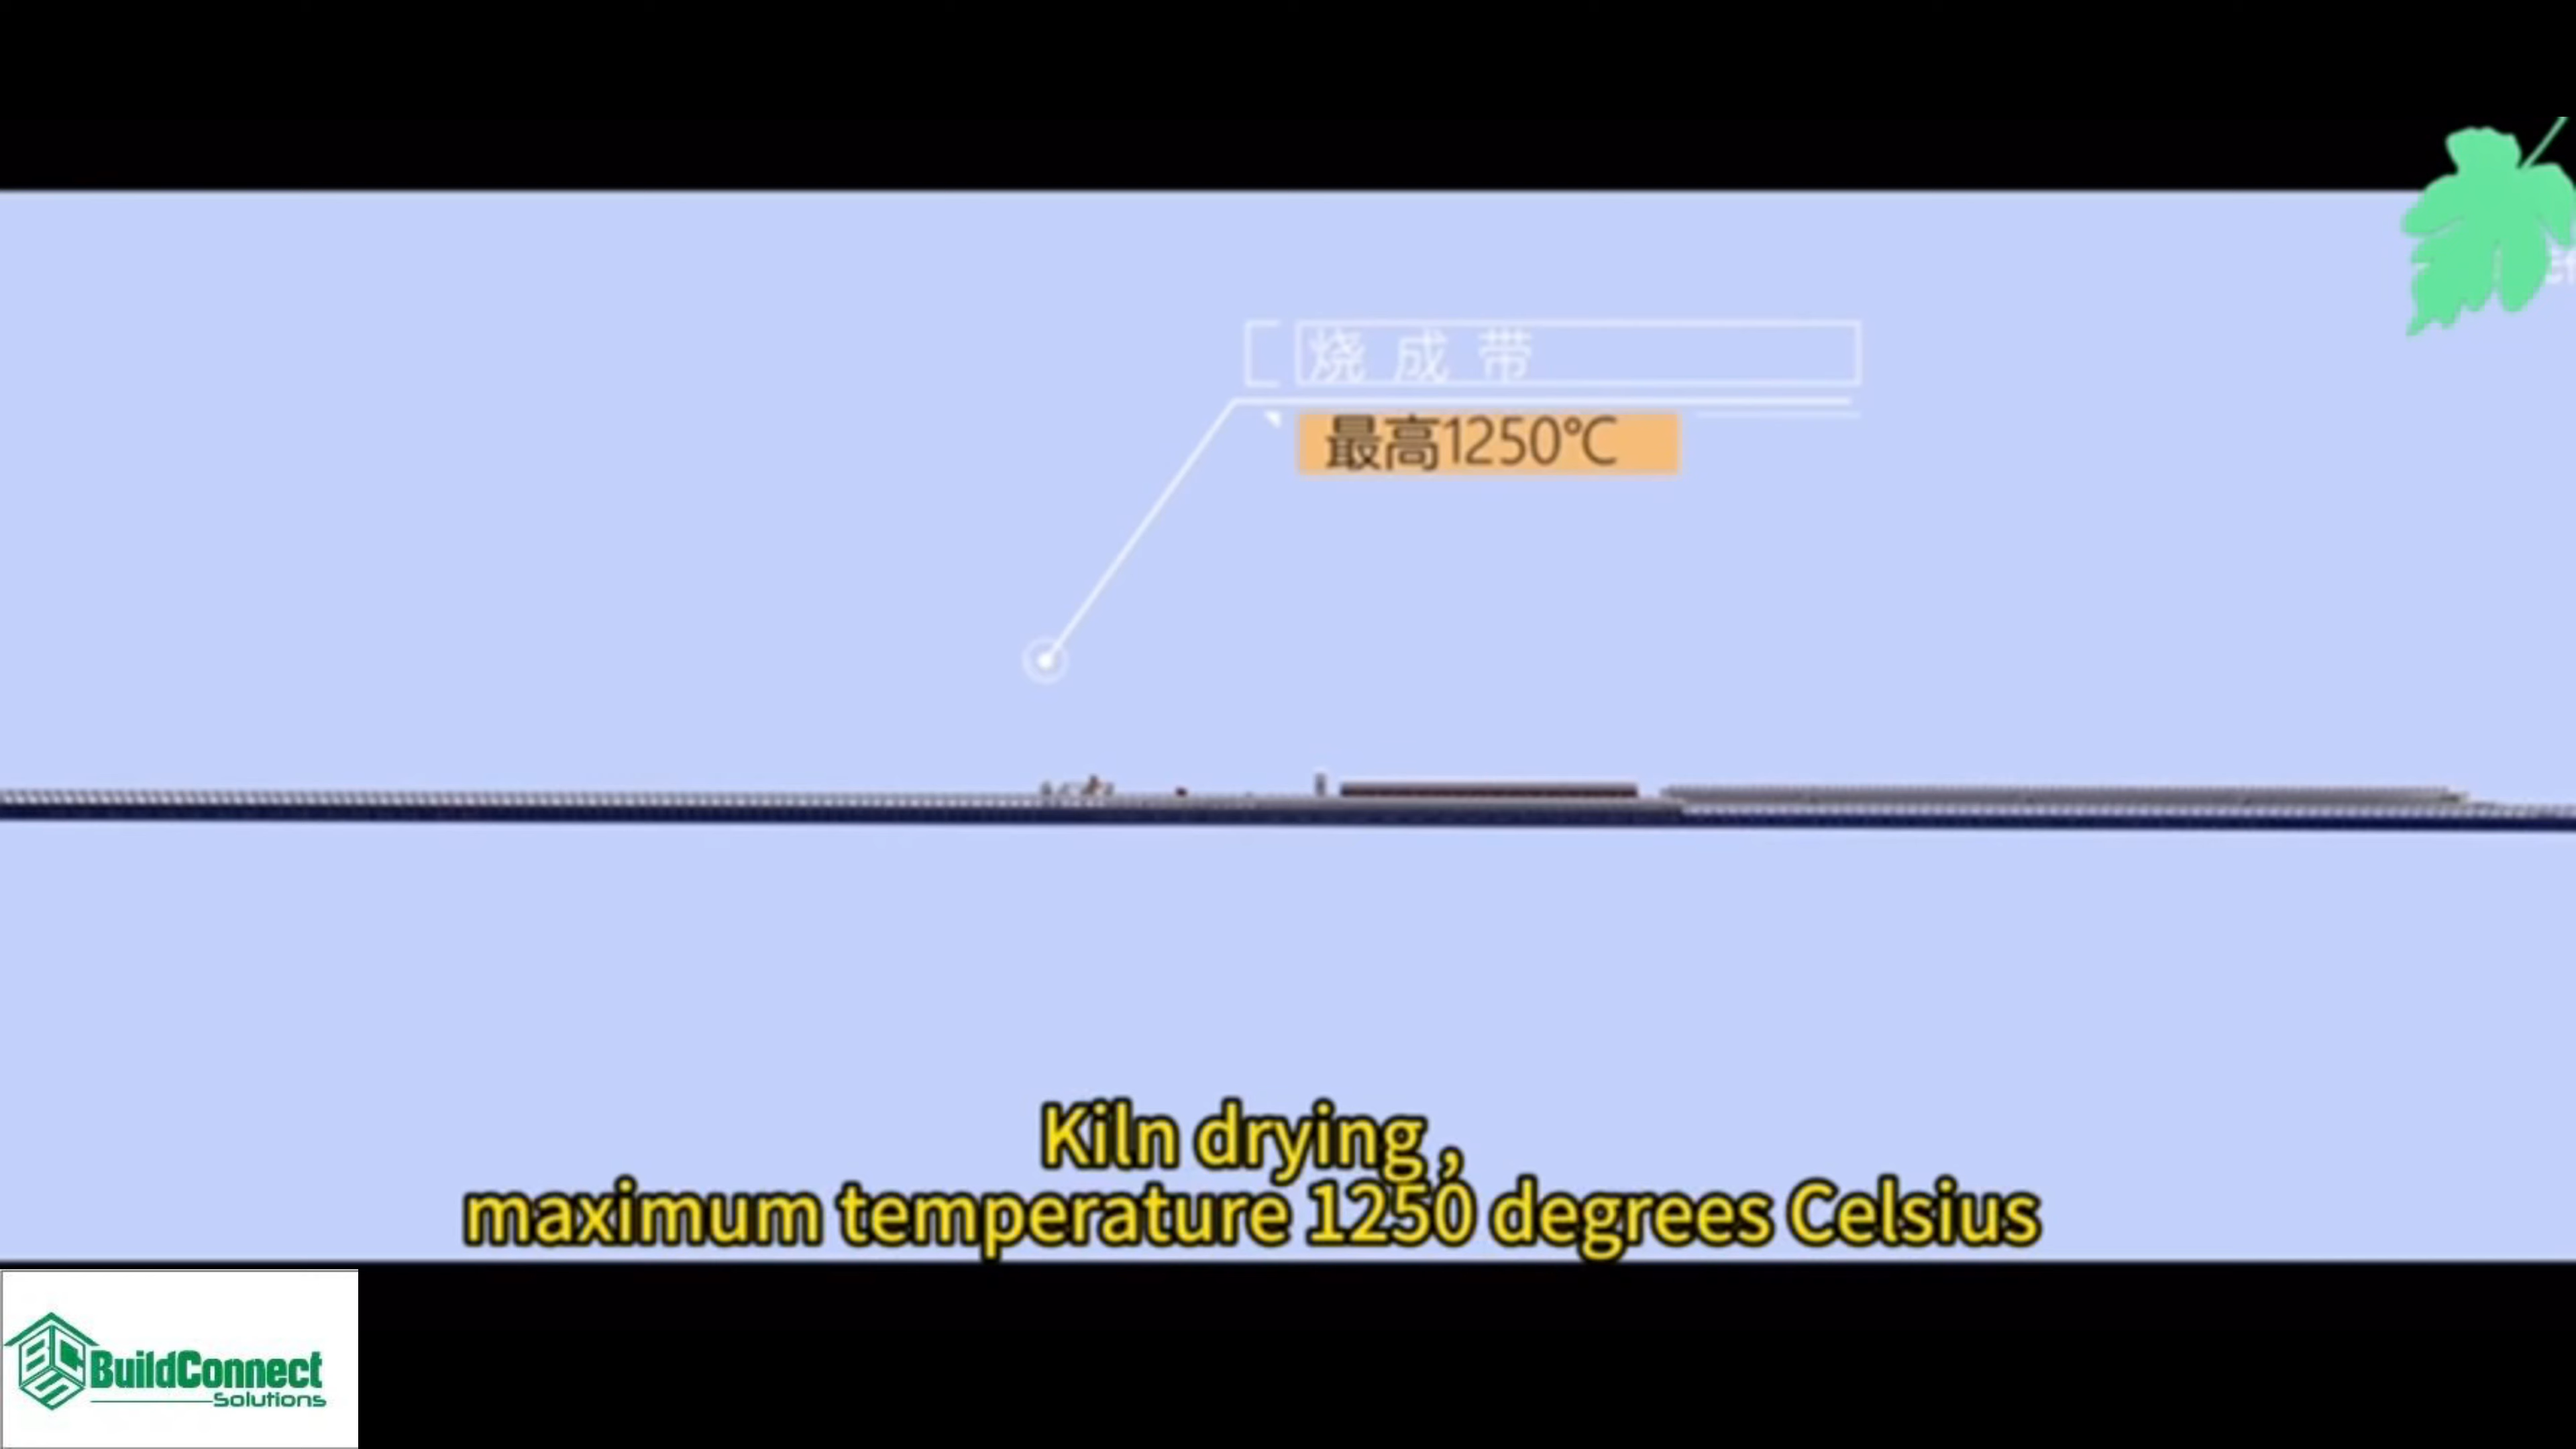 烧成带
最高1250℃
Kiln drying ,
maximum temperature 1250 degrees Celsius
BuildConnect
Solutions